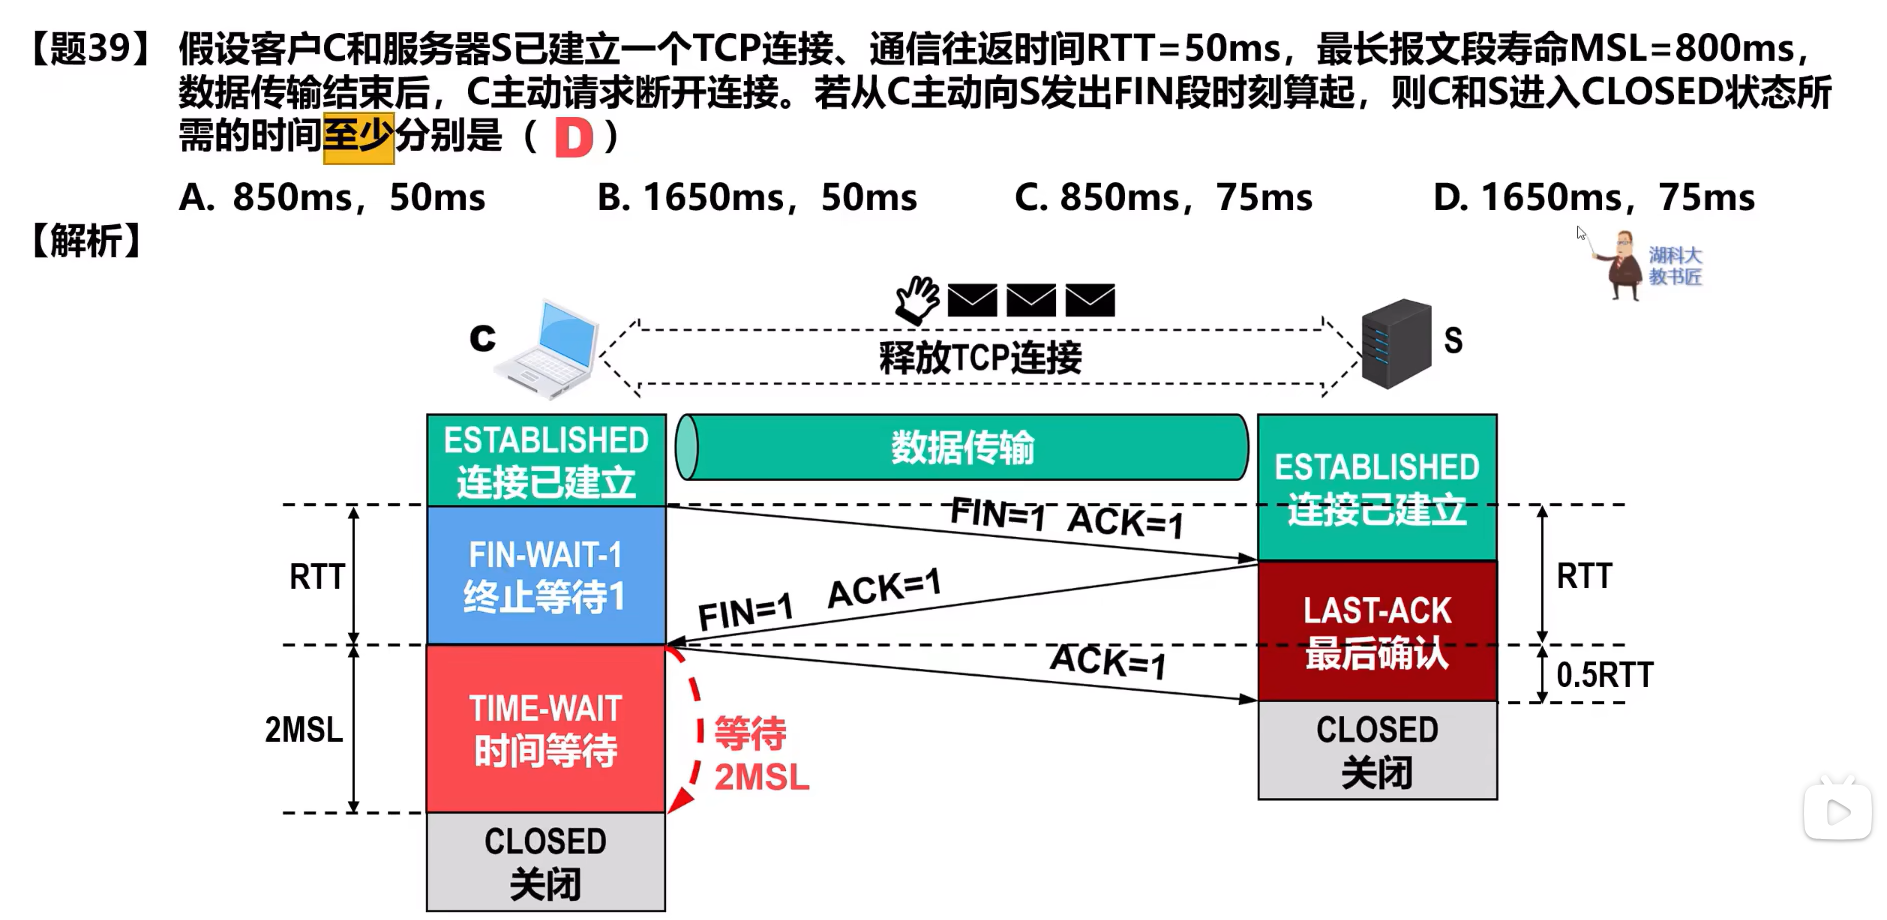 【题39】 假设客户C和服务器S已建立一个TCP连接、通信往返时间RTT=50ms，最长报文段寿命MSL=800ms，
数据传输结束后，C主动请求断开连接。若从C主动向S发出FIN段时刻算起，则C和S进入CLOSED状态所
需的时间至少分别是（ D ）
A. 850ms，50ms B. 1650ms，50ms C. 850ms，75ms D. 1650ms，75ms
【解析】
湖科大
教书匠
C
释放TCP连接
S
ESTABLISHED
连接已建立
数据传输
ESTABLISHED
连接已建立
FIN=1 ACK=1
RTT
FIN-WAIT-1
终止等待1
FIN=1 ACK=1
RTT
LAST-ACK
最后确认
ACK=1
0.5RTT
2MSL
TIME-WAIT
时间等待
等待
2MSL
CLOSED
关闭
CLOSED
关闭